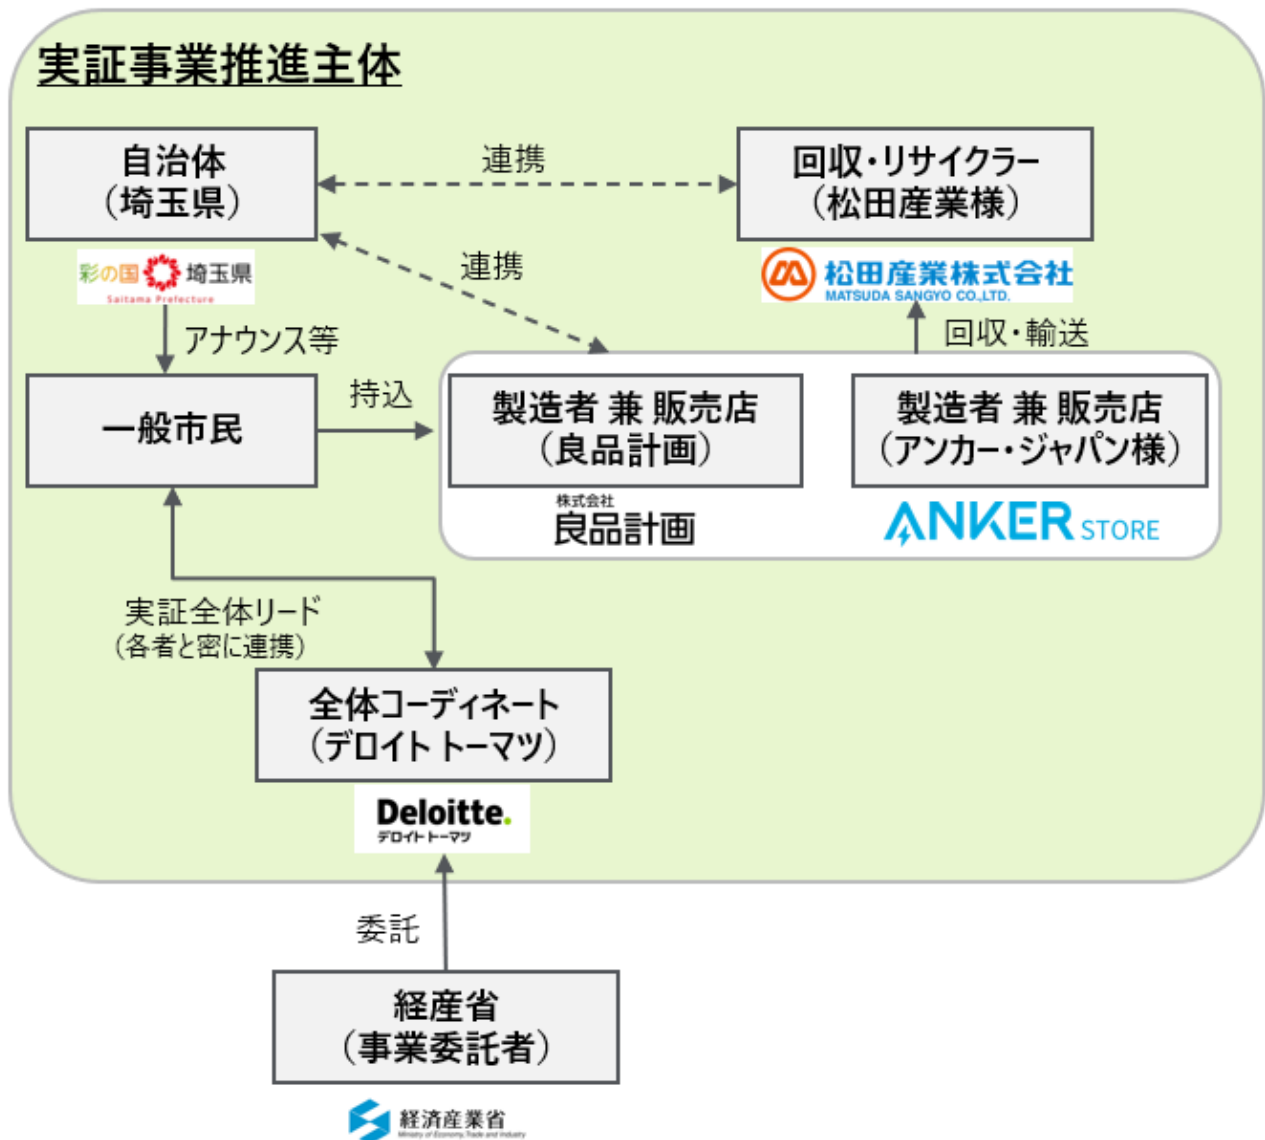 実証事業推進主体
自治体
（埼玉県）
連携
回収・リサイクラー
（松田産業様）
彩の国 埼玉県
Saitama Prefecture
連携
松田産業株式会社
MATSUDA SANGYO CO.,LTD.
アナウンス等
回収・輸送
一般市民
持込
製造者 兼 販売店
（良品計画）
製造者 兼 販売店
（アンカー・ジャパン様）
株式会社
良品計画
ANKER STORE
実証全体リード
（各者と密に連携）
全体コーディネート
（デロイト トーマツ）
Deloitte.
デロイト トーマツ
委託
経産省
（事業委託者）
経済産業省
Ministry of Economy, Trade and Industry